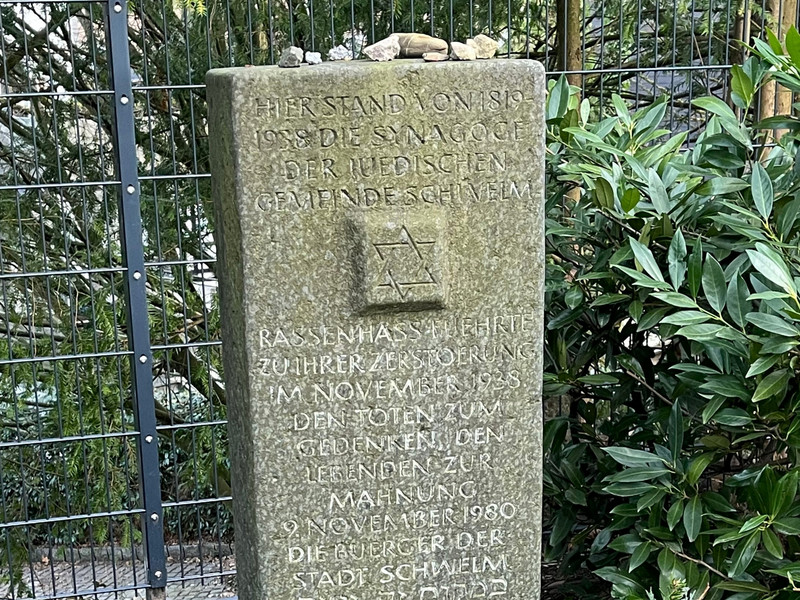 HIER STAND VON 1819-
1938 DIE SYNAGOGE
DER JUEDISCHEN
GEMEINDE SCHWELM
RASSENHASS FUEHRTE
ZU IHRER ZERSTOERUNG
IM NOVEMBER 1938
DEN TOTEN ZUM
GEDENKEN, DEN
LEBENDEN ZUR
MAHNUNG
9 NOVEMBER 1980
DIE BUERGER DER
STADT SCHWELM